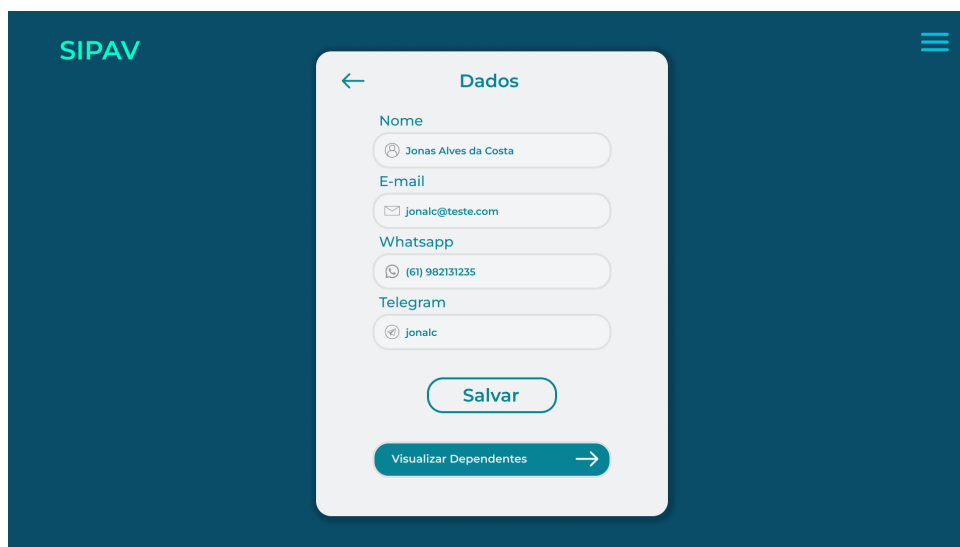 SIPAV
Dados
Nome
Jonas Alves da Costa
E-mail
jonalc@teste.com
Whatsapp
(61) 982131235
Telegram
jonalc
Salvar
Visualizar Dependentes